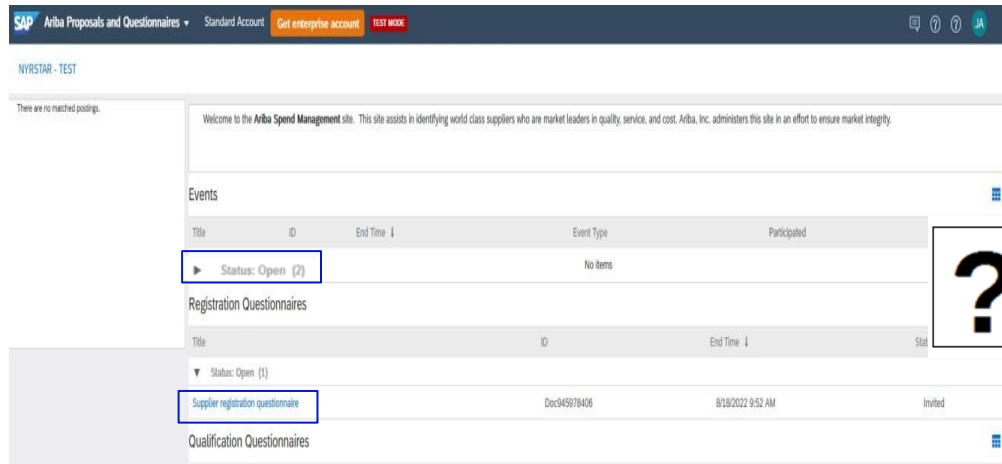 SAP Ariba Proposals and Questionnaires Standard Account Get enterprise account TEST MODE ? ? JA
NYRSTAR - TEST
There are no matched postings.
Welcome to the Ariba Spend Management site. This site assists in identifying world class suppliers who are market leaders in quality, service, and cost. Ariba, Inc. administers this site in an effort to ensure market integrity.
Events
Title ID End Time ↓ Event Type Participated
► Status: Open (2) No items
?
Registration Questionnaires
Title ID End Time ↓ Stat
▼ Status: Open (1)
Supplier registration questionnaire Doc945978406 8/18/2022 9:52 AM Invited
Qualification Questionnaires